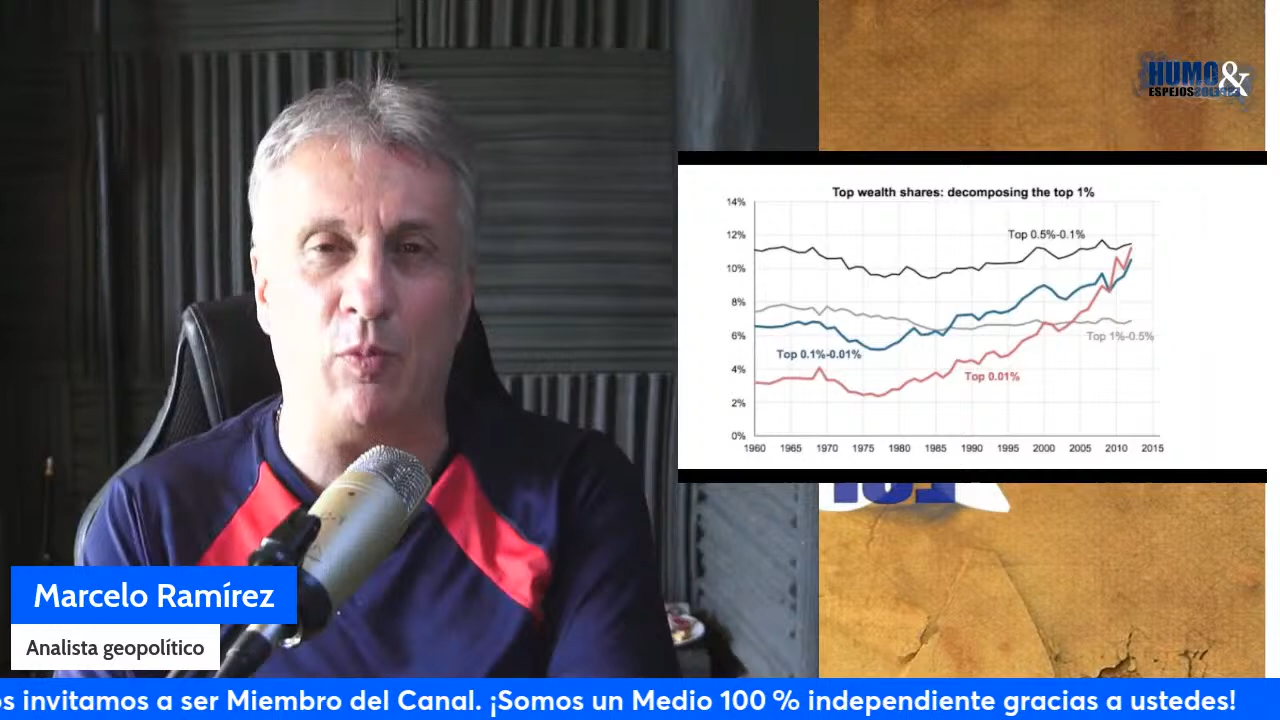 HUMO&
ESPEJOS
Top wealth shares: decomposing the top 1%
14%
12%
10%
8%
6%
4%
2%
0%
Top 0.5%-0.1%
Top 1%-0.5%
Top 0.1%-0.01%
Top 0.01%
1960 1965 1970 1975 1980 1985 1990 1995 2000 2005 2010 2015
Marcelo Ramírez
Analista geopolítico
os invitamos a ser Miembro del Canal. ¡Somos un Medio 100 % independiente gracias a ustedes!